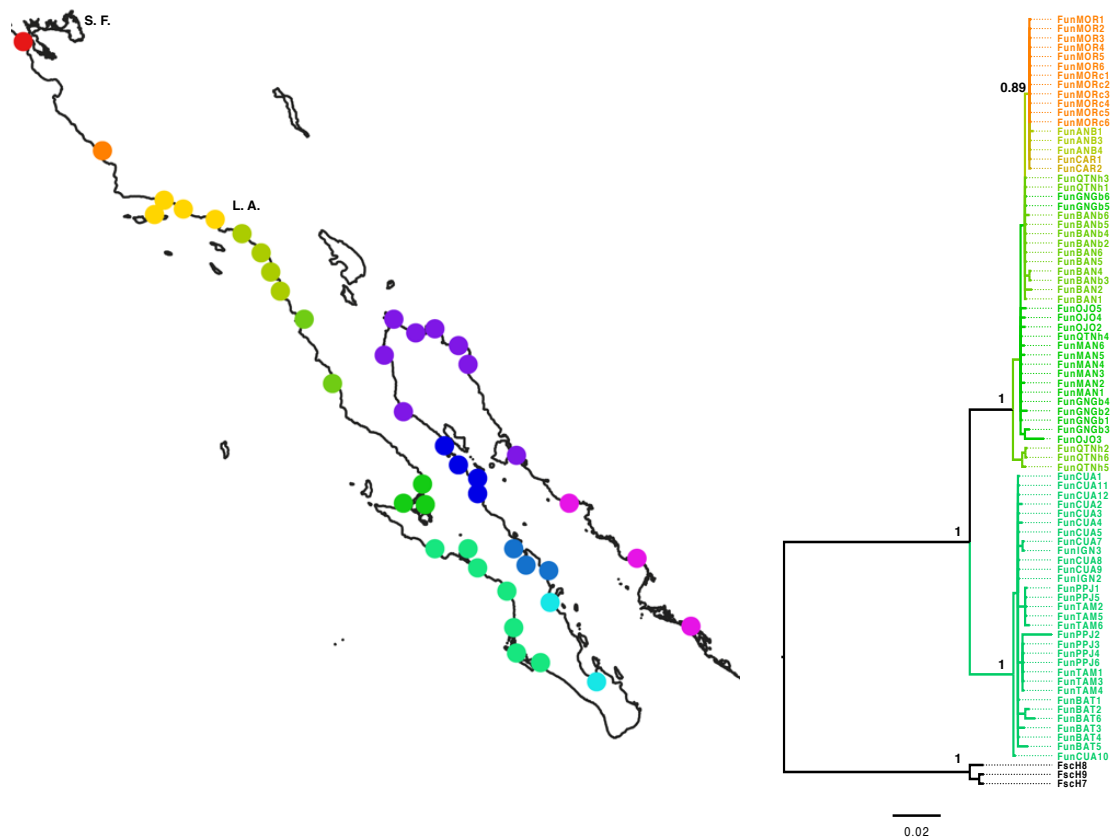 S. F.
L. A.
FunMOR1
FunMOR2
FunMOR3
FunMOR4
FunMOR5
FunMOR6
FunMORc1
0.89
FunMORc2
FunMORc3
FunMORc4
FunMORc5
FunMORc6
FunANB1
FunANB3
FunANB4
FunCAR1
FunCAR2
FunQTNh3
FunQTNh1
FunGNGb6
FunGNGb5
FunBANb6
FunBANb5
FunBANb4
FunBANb2
FunBAN6
FunBAN5
FunBAN4
FunBANb3
FunBAN2
FunBAN1
FunOJO5
FunOJO4
FunOJO2
FunQTNh4
FunMAN6
FunMAN5
FunMAN4
FunMAN3
FunMAN2
FunMAN1
1
FunGNGb4
FunGNGb2
FunGNGb1
FunGNGb3
FunOJO3
FunQTNh2
FunQTNh6
FunQTNh5
FunCUA1
FunCUA11
FunCUA12
FunCUA2
FunCUA3
FunCUA4
1
FunCUA5
FunCUA7
FunIGN3
FunCUA8
FunCUA9
FunIGN2
FunPPJ1
FunPPJ5
FunTAM2
FunTAM5
FunTAM6
FunPPJ2
FunPPJ3
FunPPJ4
FunPPJ6
1
FunTAM1
FunTAM3
FunTAM4
FunBAT1
FunBAT2
FunBAT6
FunBAT3
FunBAT4
FunBAT5
FunCUA10
1
FscH8
FscH9
FscH7
0.02